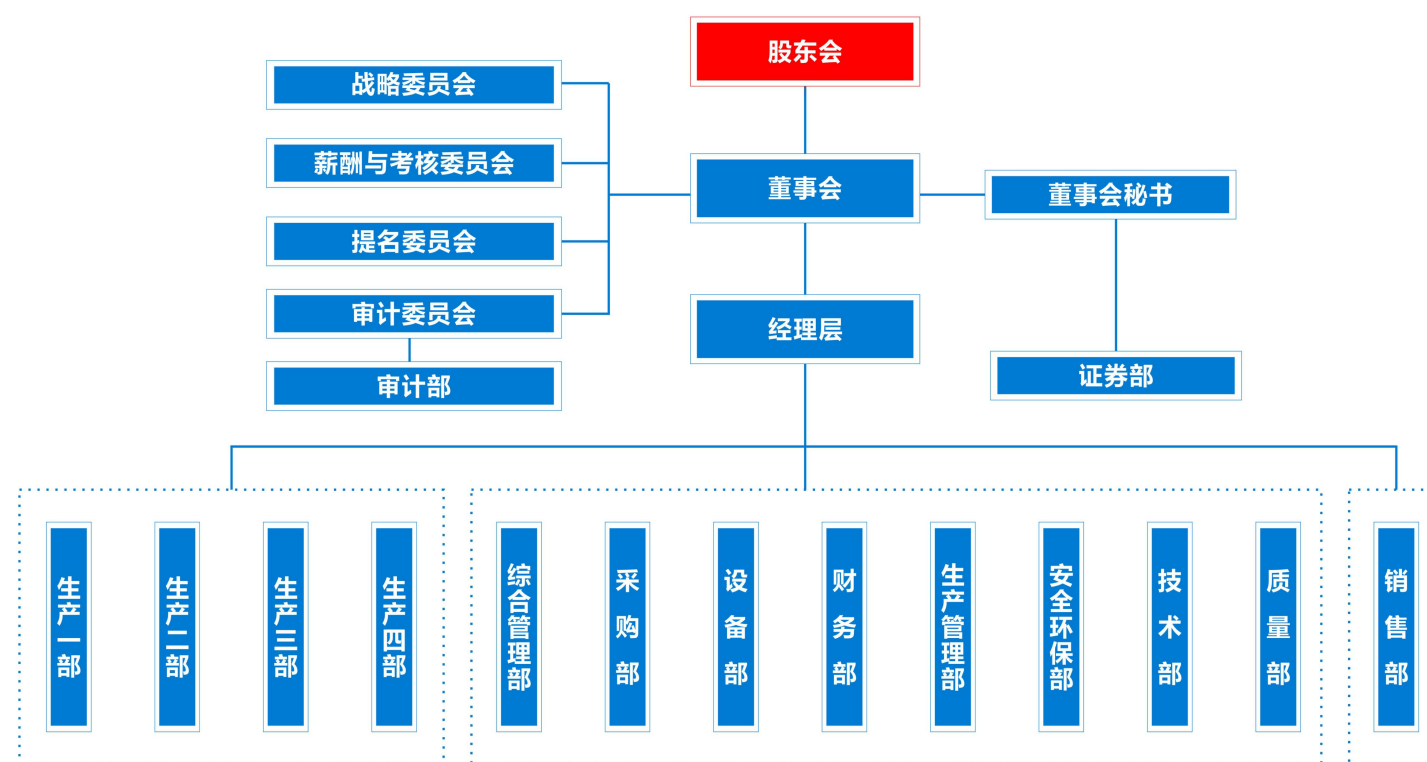 股东会
战略委员会
薪酬与考核委员会
董事会
董事会秘书
提名委员会
审计委员会
经理层
审计部
证券部
生产一部
生产二部
生产三部
生产四部
综合管理部
采购部
设备部
财务部
生产管理部
安全环保部
技术部
质量部
销售部